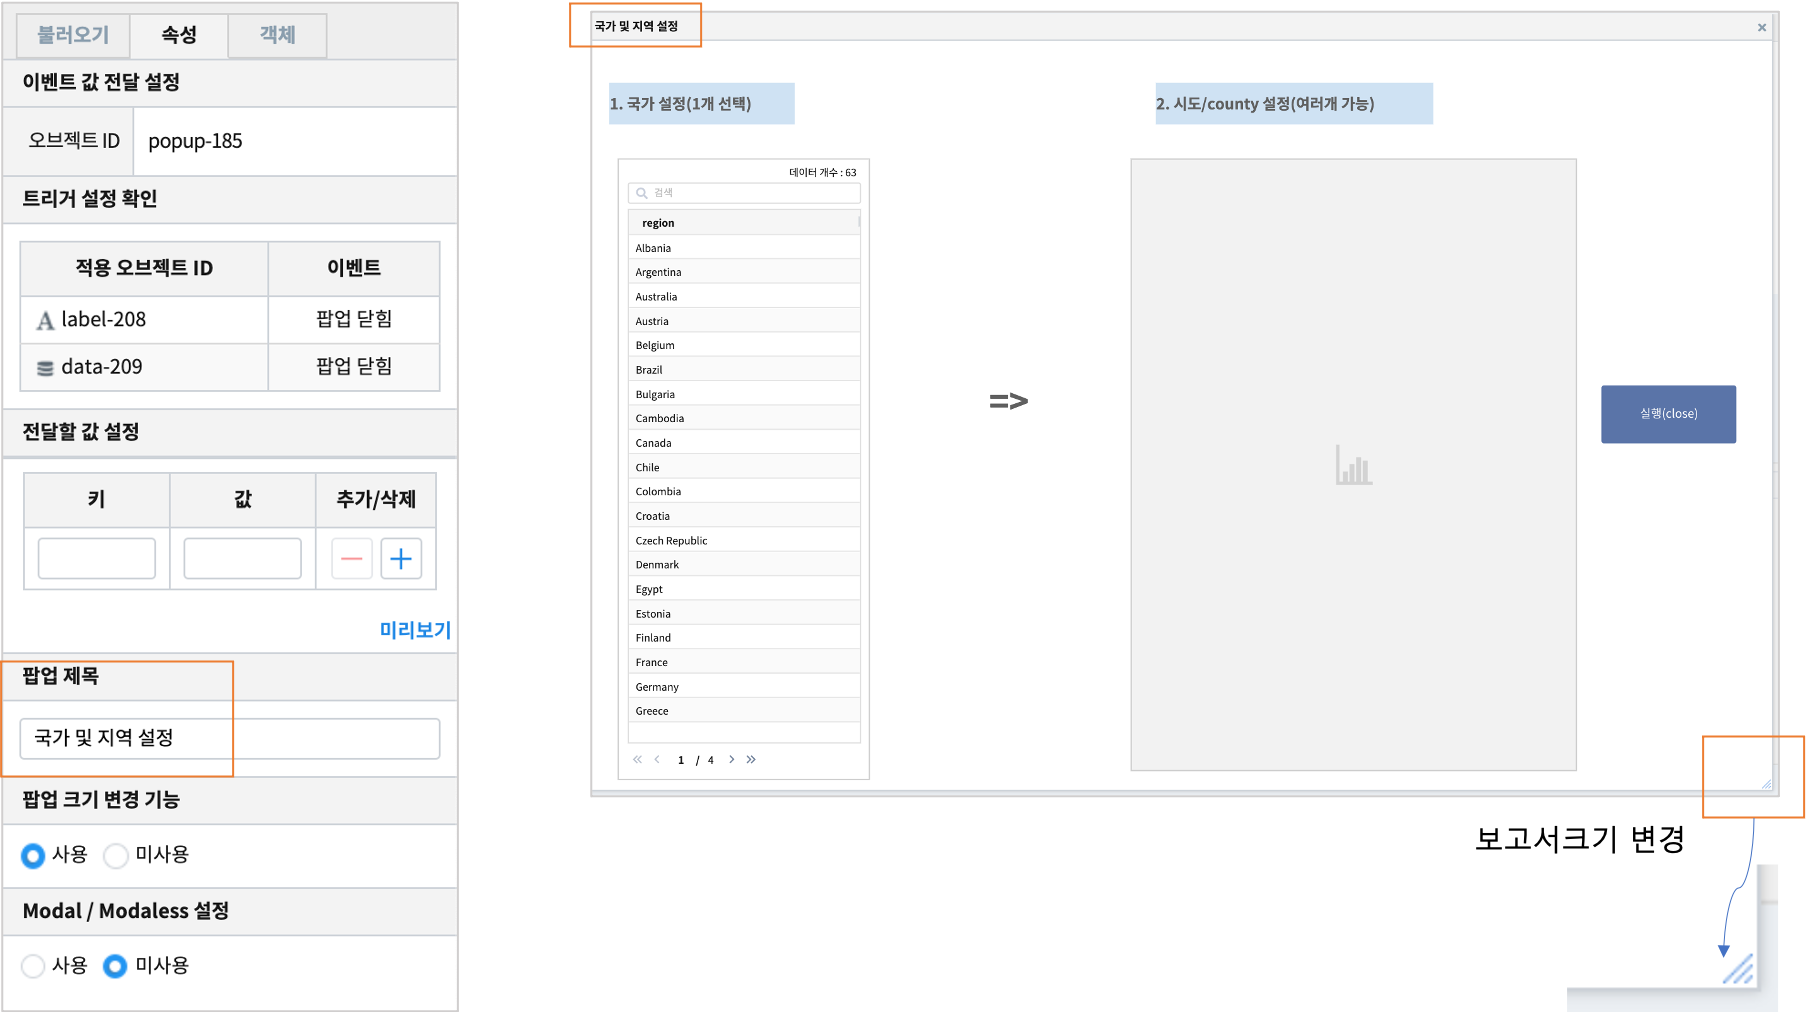 불러오기
속성
객체
이벤트 값 전달 설정
오브젝트 ID
popup-185
트리거 설정 확인
적용 오브젝트 ID
이벤트
label-208
팝업 닫힘
data-209
팝업 닫힘
전달할 값 설정
키
값
추가/삭제
미리보기
팝업 제목
국가 및 지역 설정
팝업 크기 변경 기능
사용
미사용
Modal / Modaless 설정
사용
미사용
국가 및 지역 설정
1. 국가 설정(1개 선택)
데이터 개수 : 63
검색
region
Albania
Argentina
Australia
Austria
Belgium
Brazil
Bulgaria
Cambodia
Canada
Chile
Colombia
Croatia
Czech Republic
Denmark
Egypt
Estonia
Finland
France
Germany
Greece
1 / 4
=>
2. 시도/county 설정(여러개 가능)
실행(close)
보고서크기 변경